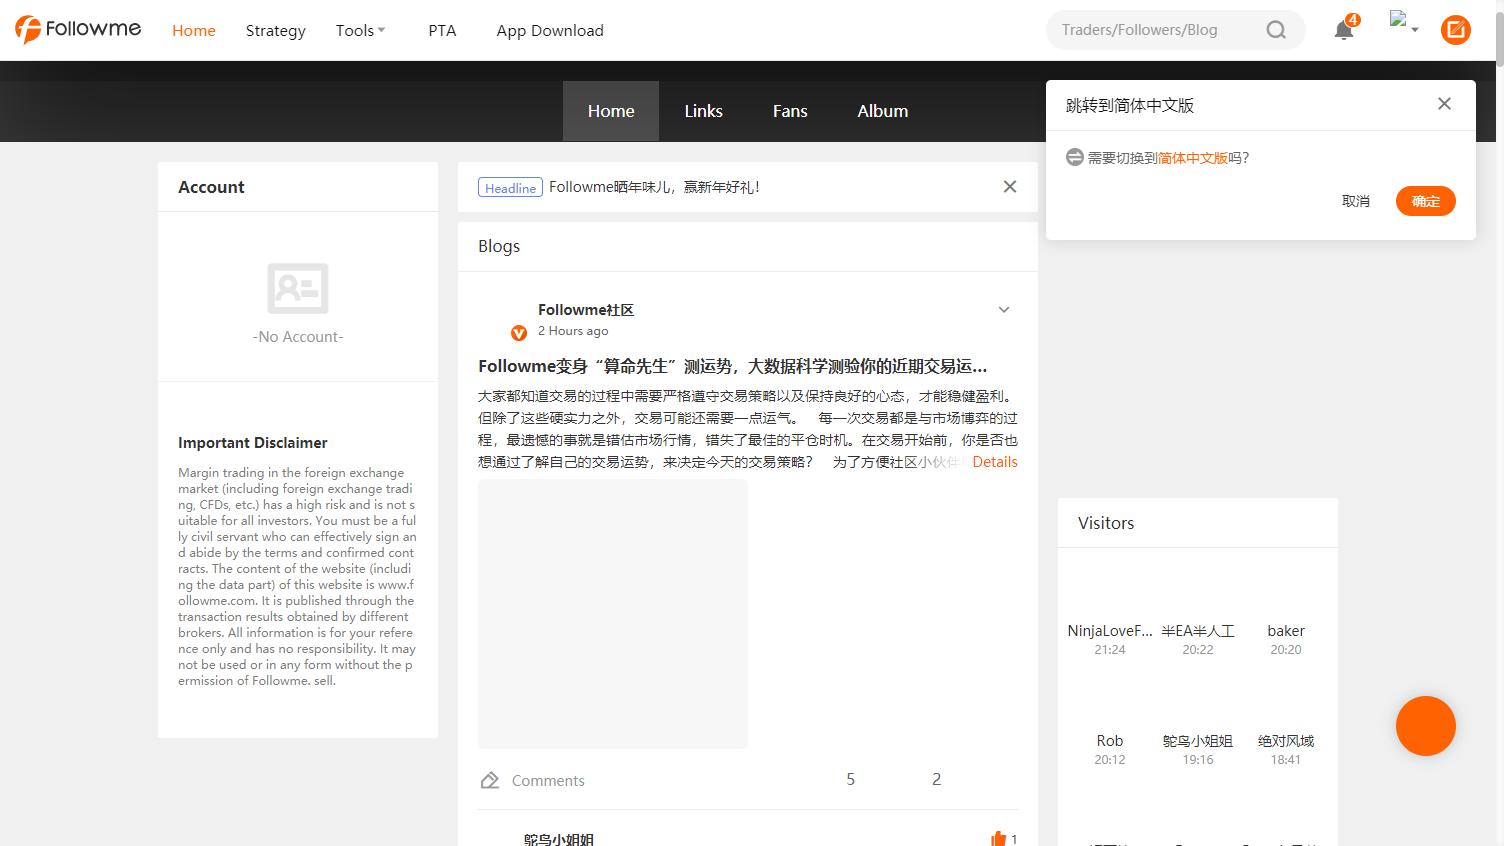 Followme
Home
Strategy
Tools
PTA
App Download
Traders/Followers/Blog
4
Home
Links
Fans
Album
跳转到简体中文版
需要切换到简体中文版吗?
取消
确定
Account
-No Account-
Important Disclaimer
Margin trading in the foreign exchange
market (including foreign exchange tradi
ng, CFDs, etc.) has a high risk and is not s
uitable for all investors. You must be a ful
ly civil servant who can effectively sign an
d abide by the terms and confirmed cont
racts. The content of the website (includi
ng the data part) of this website is www.f
ollowme.com. It is published through the
transaction results obtained by different
brokers. All information is for your refere
nce only and has no responsibility. It may
not be used or in any form without the p
ermission of Followme. sell.
Headline Followme晒年味儿，赢新年好礼！
Blogs
Followme社区
2 Hours ago
Followme变身“算命先生”测运势，大数据科学测验你的近期交易运...
大家都知道交易的过程中需要严格遵守交易策略以及保持良好的心态，才能稳健盈利。
但除了这些硬实力之外，交易可能还需要一点运气。 每一次交易都是与市场博弈的过
程，最遗憾的事就是错估市场行情，错失了最佳的平仓时机。在交易开始前，你是否也
想通过了解自己的交易运势，来决定今天的交易策略？ 为了方便社区小伙伴 Details
Comments
5
2
鸵鸟小姐姐
1
Visitors
NinjaLoveF... 半EA半人工 baker
21:24 20:22 20:20
Rob 鸵鸟小姐姐 绝对风域
20:12 19:16 18:41